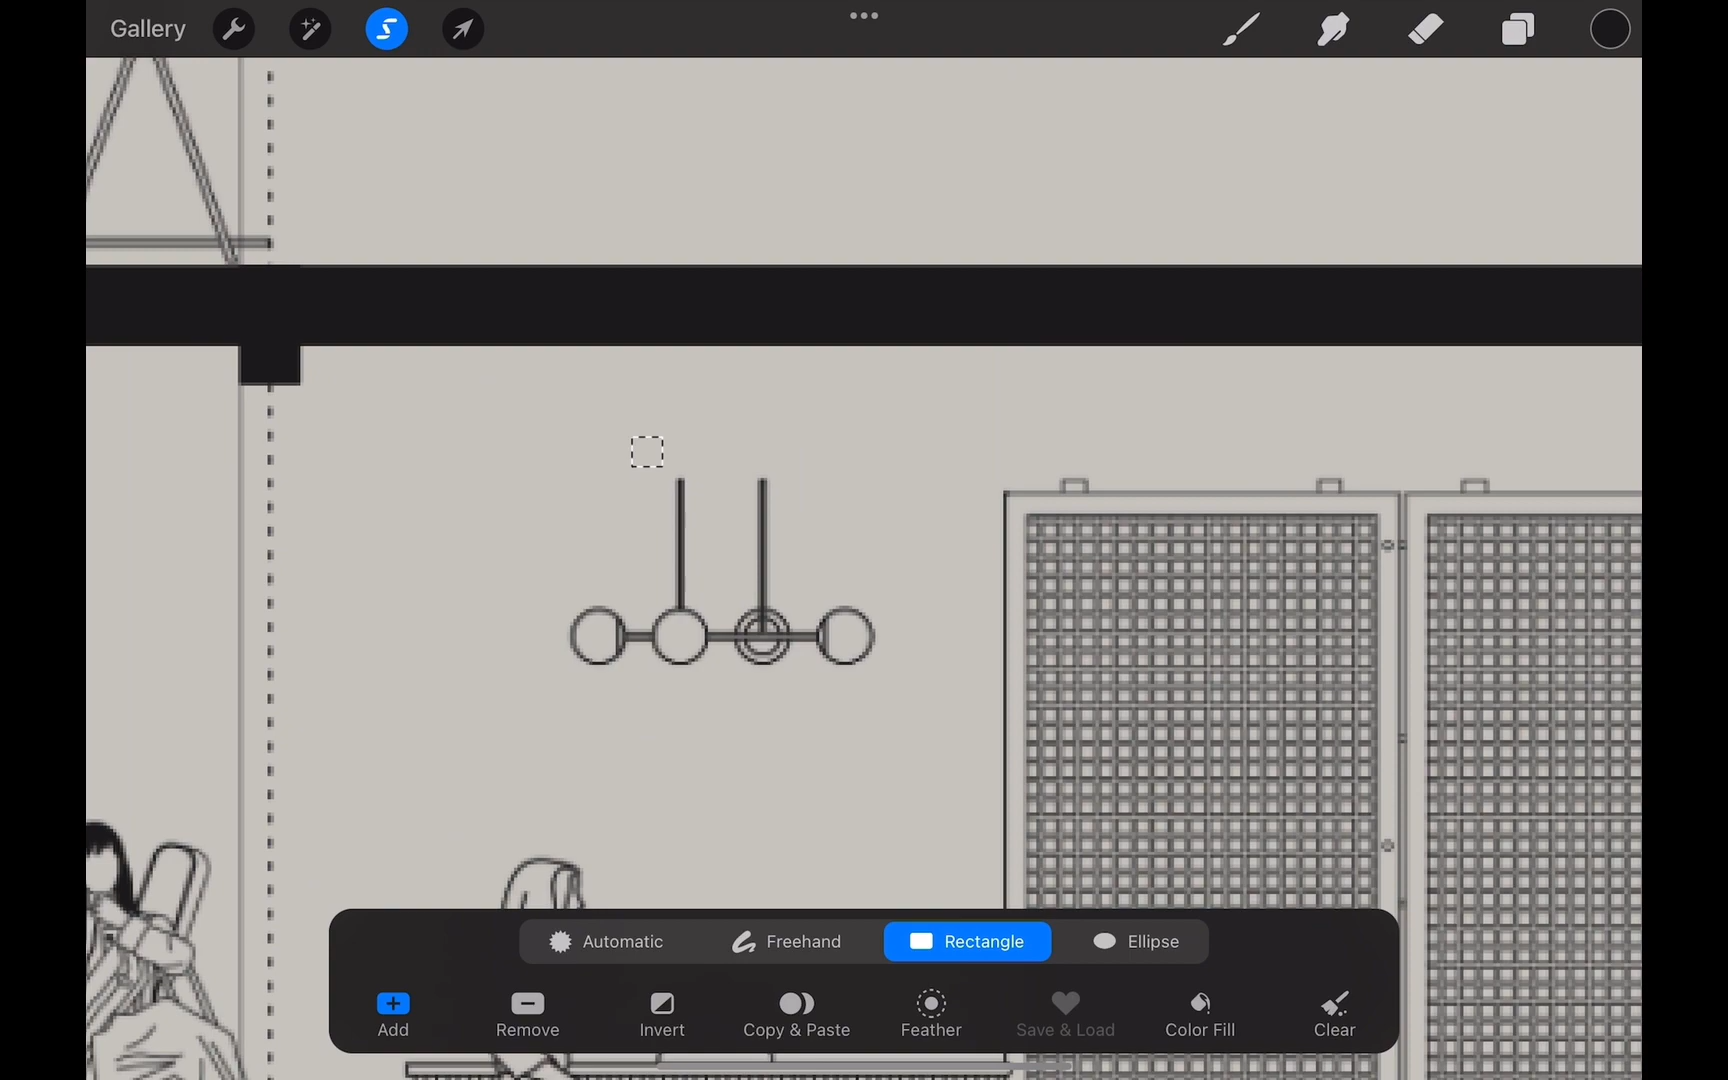 Gallery
Automatic Freehand Rectangle Ellipse
Add Remove Invert Copy & Paste Feather Save & Load Color Fill Clear